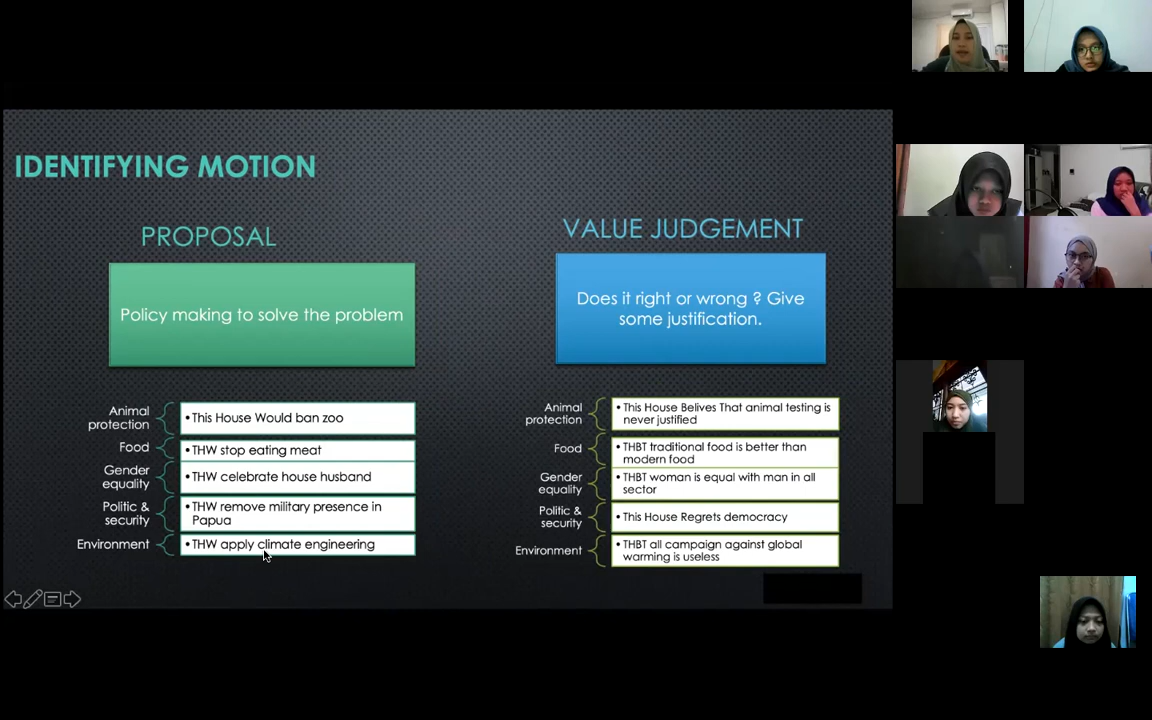 IDENTIFYING MOTION
PROPOSAL
Policy making to solve the problem
Animal
protection
• This House Would ban zoo
Food
• THW stop eating meat
Gender
equality
• THW celebrate house husband
Politic &
security
• THW remove military presence in
Papua
Environment
• THW apply climate engineering
VALUE JUDGEMENT
Does it right or wrong ? Give
some justification.
Animal
protection
• This House Belives That animal testing is
never justified
Food
• THBT traditional food is better than
modern food
Gender
equality
• THBT woman is equal with man in all
sector
Politic &
security
• This House Regrets democracy
Environment
• THBT all campaign against global
warming is useless